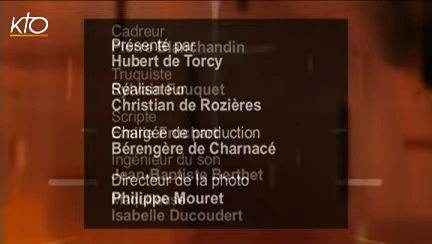 KTO
Cadreur
Présenté par
Hubert de Torcy
Truquiste
Réalisateur
Christian de Rozières
Scripte
Chargée de production
Bérengère de Charnacé
Ingénieur du son
Jean-Baptiste Berthet
Directeur de la photo
Philippe Mouret
Isabelle Ducoudert